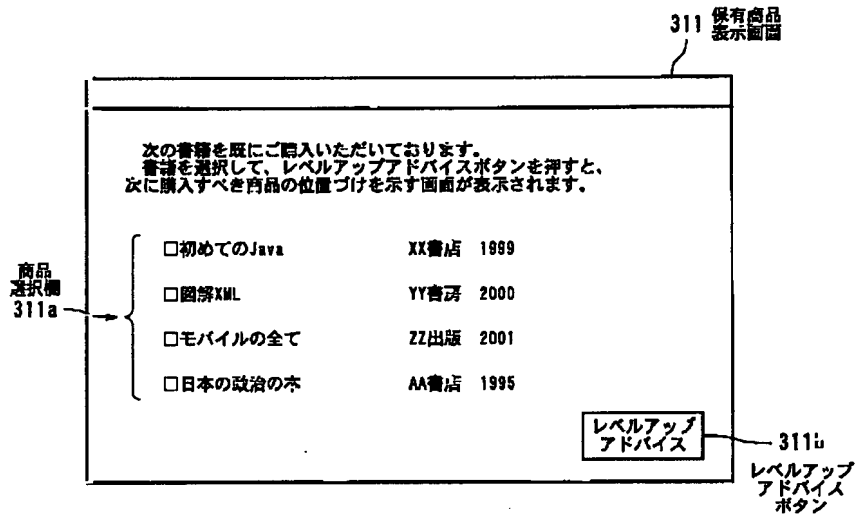 311 保有商品
表示画面
次の書籍を既にご購入いただいております。
書籍を選択して、レベルアップアドバイスボタンを押すと、
次に購入すべき商品の位置づけを示す画面が表示されます。
商品
選択欄
311a
□初めてのJava XX書店 1999
□図解XML YY書房 2000
□モバイルの全て ZZ出版 2001
□日本の政治の本 AA書店 1995
レベルアップ
アドバイス
311b
レベルアップ
アドバイス
ボタン